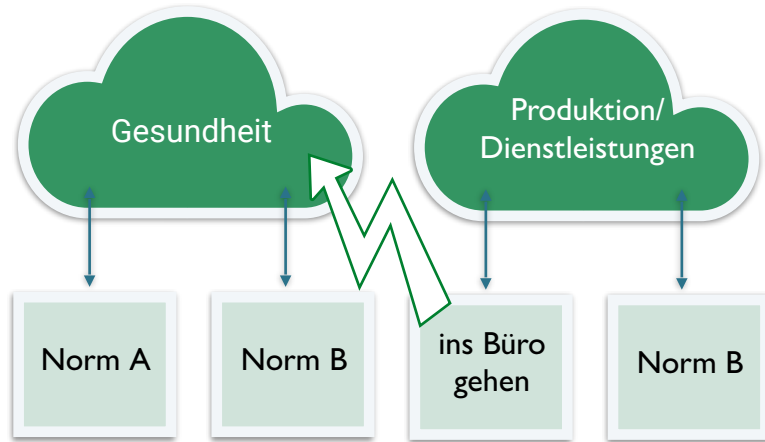 Gesundheit
Produktion/
Dienstleistungen
Norm A
Norm B
ins Büro
gehen
Norm B